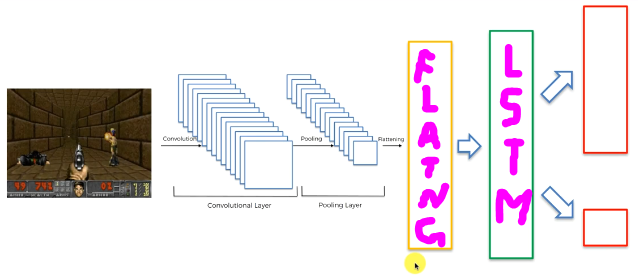 Convolution
Pooling
Flattening
FLATNG
LSTM
Convolutional Layer
Pooling Layer